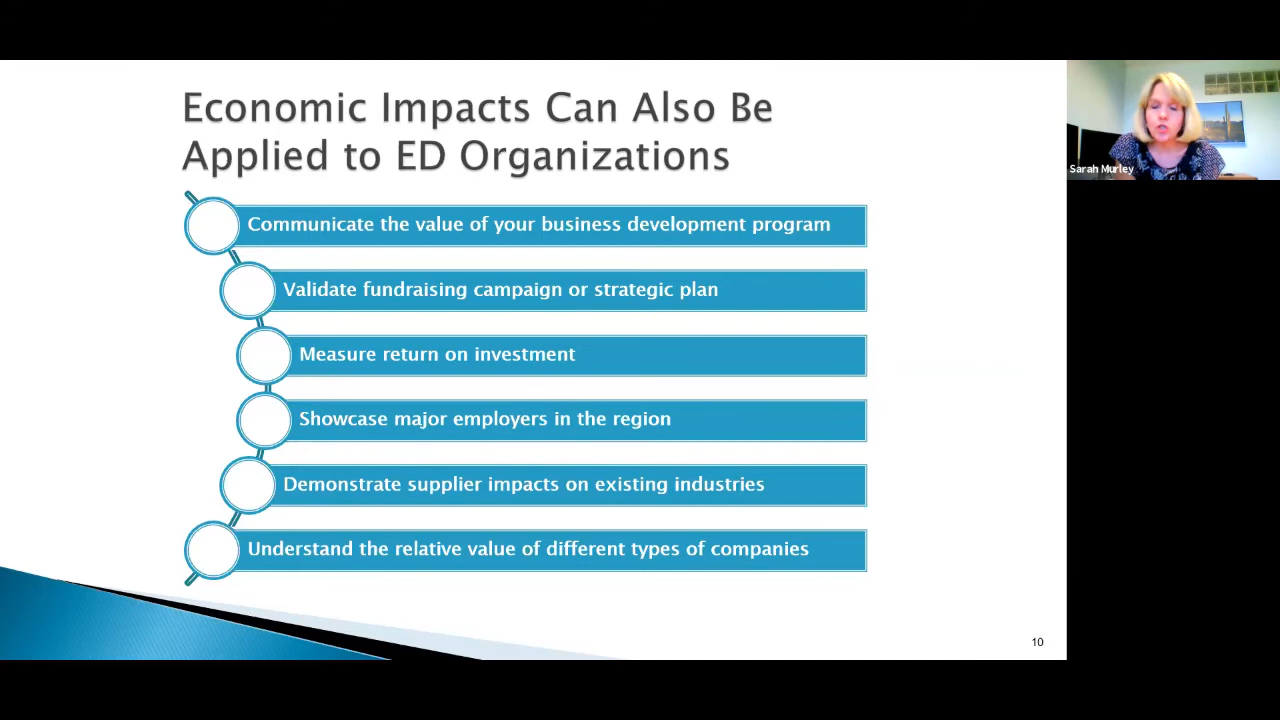 Economic Impacts Can Also Be
Applied to ED Organizations
Sarah Murley
Communicate the value of your business development program
Validate fundraising campaign or strategic plan
Measure return on investment
Showcase major employers in the region
Demonstrate supplier impacts on existing industries
Understand the relative value of different types of companies
10